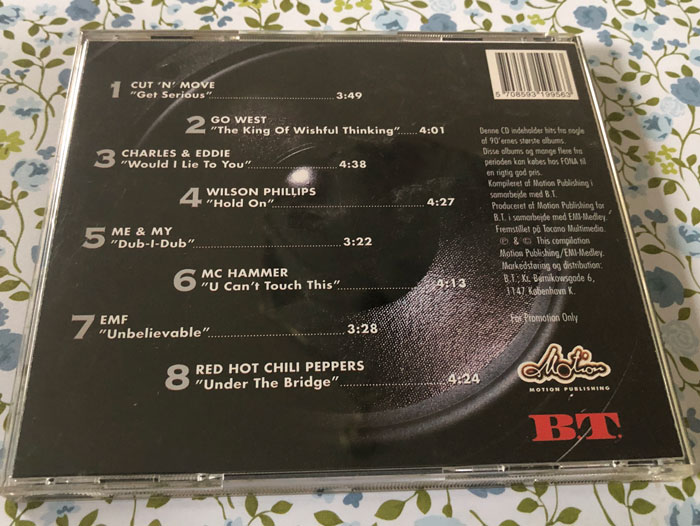 1 CUT 'N' MOVE
"Get Serious" 3:49
2 GO WEST
"The King Of Wishful Thinking" 4:01
3 CHARLES & EDDIE
"Would I Lie To You" 4:38
4 WILSON PHILLIPS
"Hold On" 4:27
5 ME & MY
"Dub-I-Dub" 3:22
6 MC HAMMER
"U Can't Touch This" 4:13
7 EMF
"Unbelievable" 3:28
8 RED HOT CHILI PEPPERS
"Under The Bridge" 4:24
5 708593 199563
Denne CD indeholder hits fra nogle
af 90'ernes største albums.
Disse albums og mange flere fra
perioden kan købes hos FONA til
en rigtig god pris.
Kompileret af Motion Publishing i
samarbejde med B.T.
Produceret af Motion Publishing for
B.T. i samarbejde med EMI-Medley.
Fremstillet på Tocano Multimedia.
℗ & © This compilation
Motion Publishing/EMI-Medley.
Markedsføring og distribution:
B.T., Kr. Bernikowsgade 6,
1147 København K.
For Promotion Only
Motion
MOTION PUBLISHING
B.T.